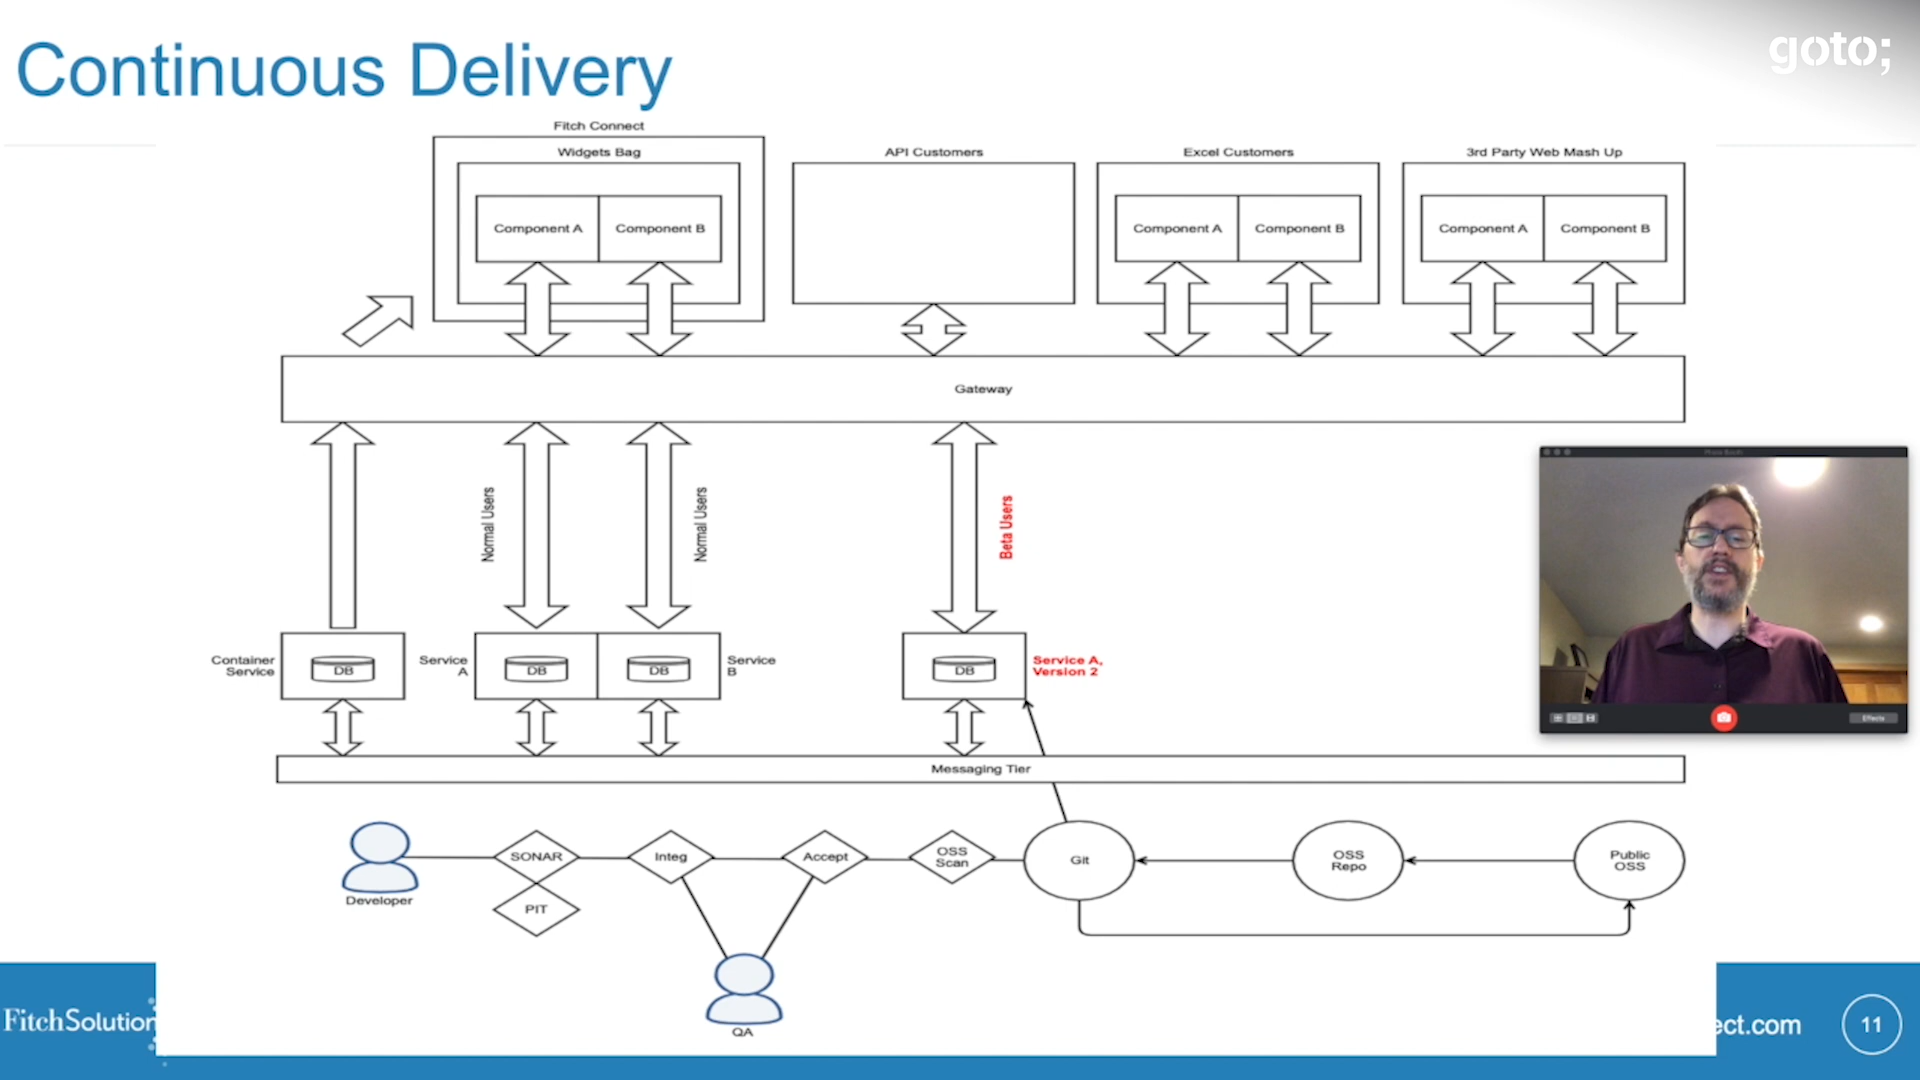 Continuous Delivery
goto;
Fitch Connect
Widgets Bag
API Customers
Excel Customers
3rd Party Web Mash Up
Component A
Component B
Component A
Component B
Component A
Component B
Gateway
Normal Users
Normal Users
Beta Users
Container
Service
DB
Service
A
DB
DB
Service
B
DB
Service A,
Version 2
Messaging Tier
Developer
SONAR
PIT
Integ
Accept
OSS
Scan
Git
OSS
Repo
Public
OSS
QA
Photo Booth
Effects
FitchSolution
ect.com
11